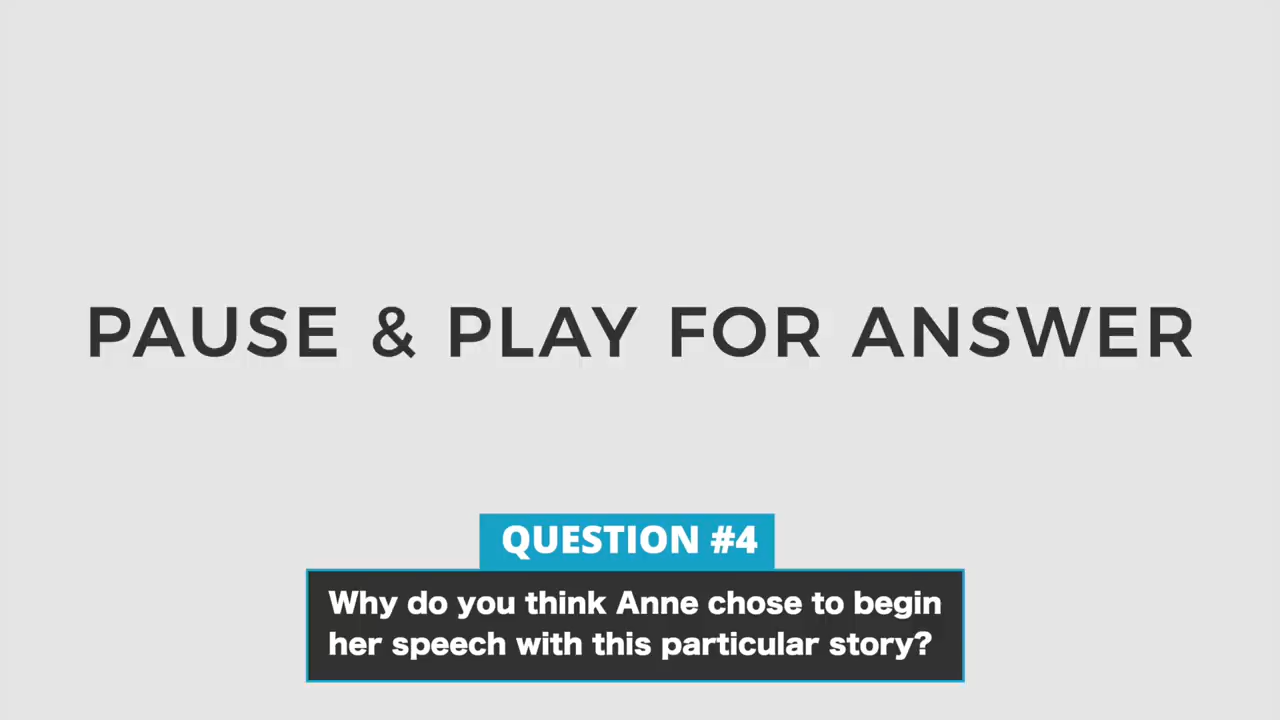 PAUSE & PLAY FOR ANSWER
QUESTION #4
Why do you think Anne chose to begin
her speech with this particular story?